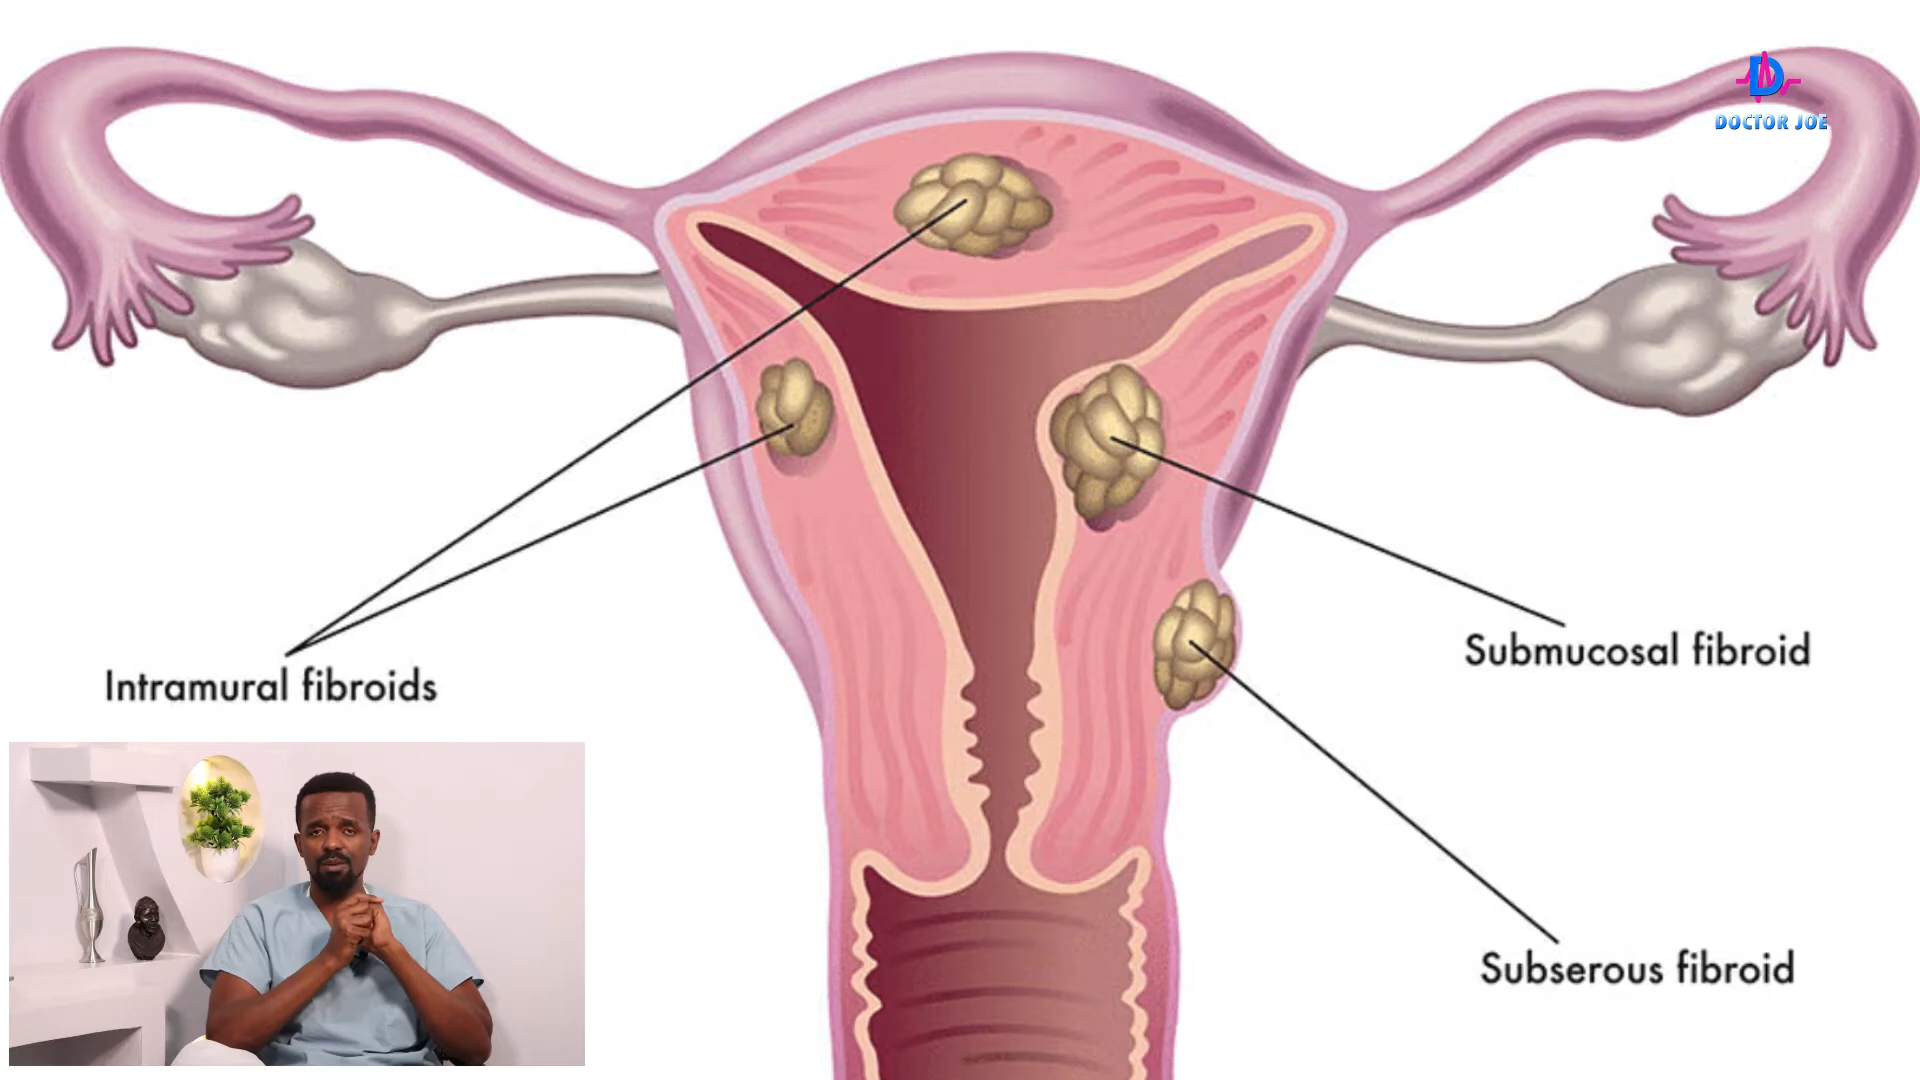 DOCTOR JOE
Intramural fibroids
Submucosal fibroid
Subserous fibroid